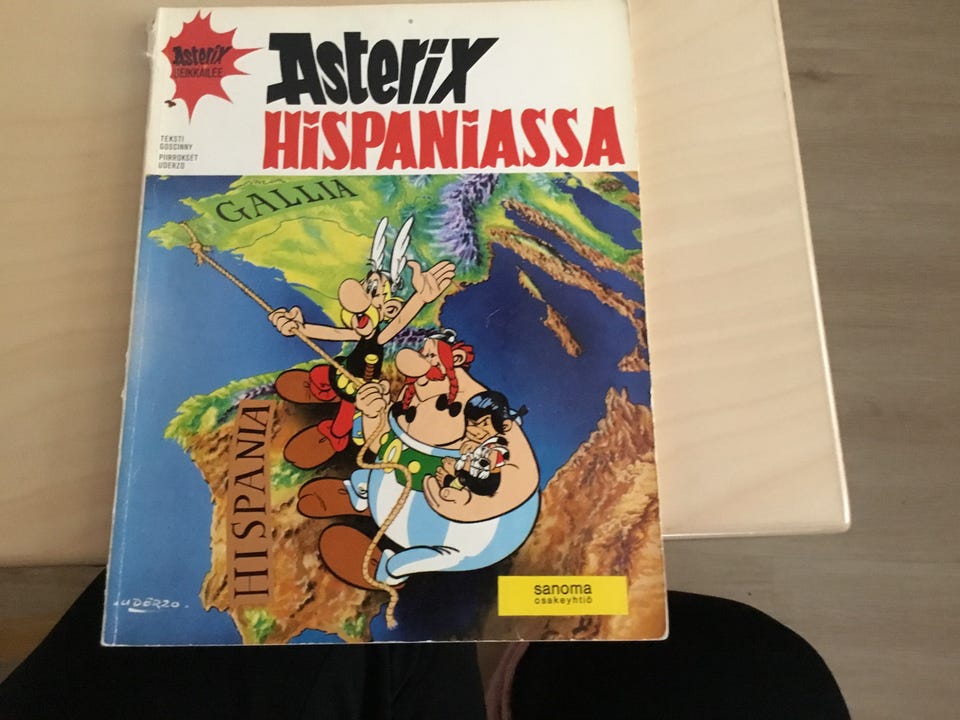 Asterix
SEIKKAILEE
Asterix
HISPANIASSA
TEKSTI
GOSCINNY
PIIRROKSET
UDERZO
GALLIA
HISPANIA
UDERZO.
sanoma
osakeyhtiö